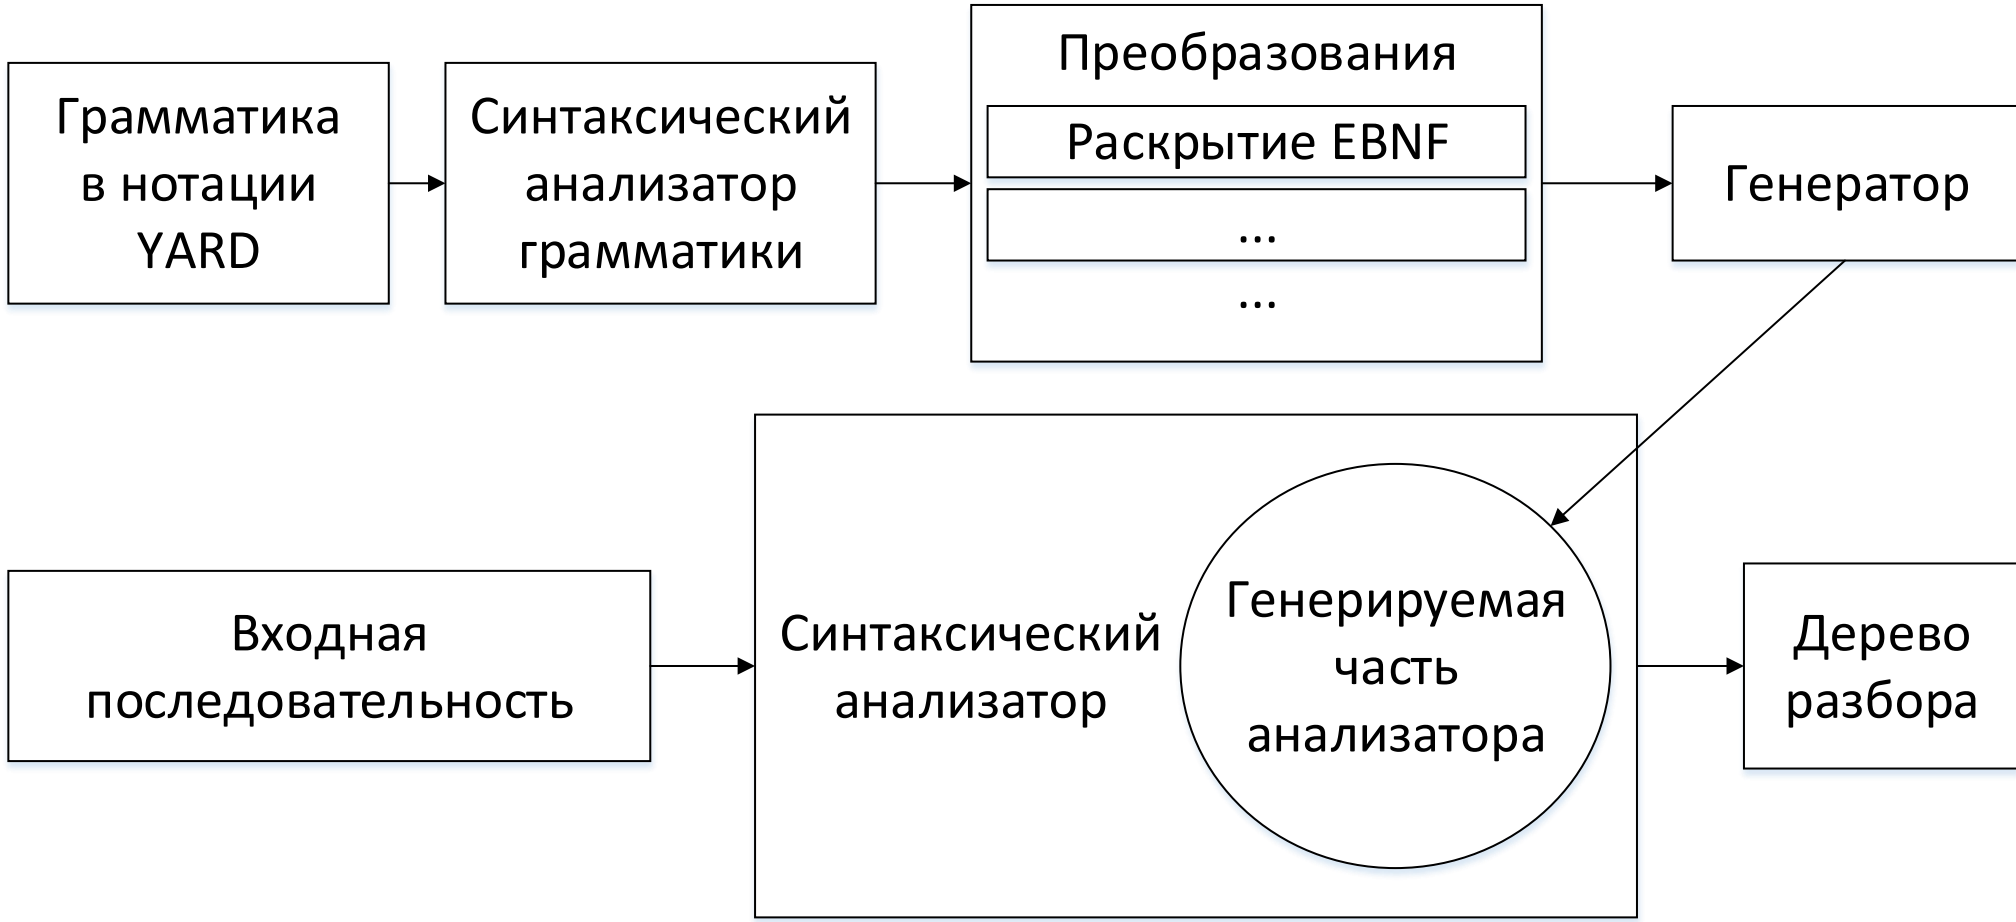 Грамматика
в нотации
YARD
Синтаксический
анализатор
грамматики
Преобразования
Раскрытие EBNF
...
...
Генератор
Входная
последовательность
Синтаксический
анализатор
Генерируемая
часть
анализатора
Дерево
разбора